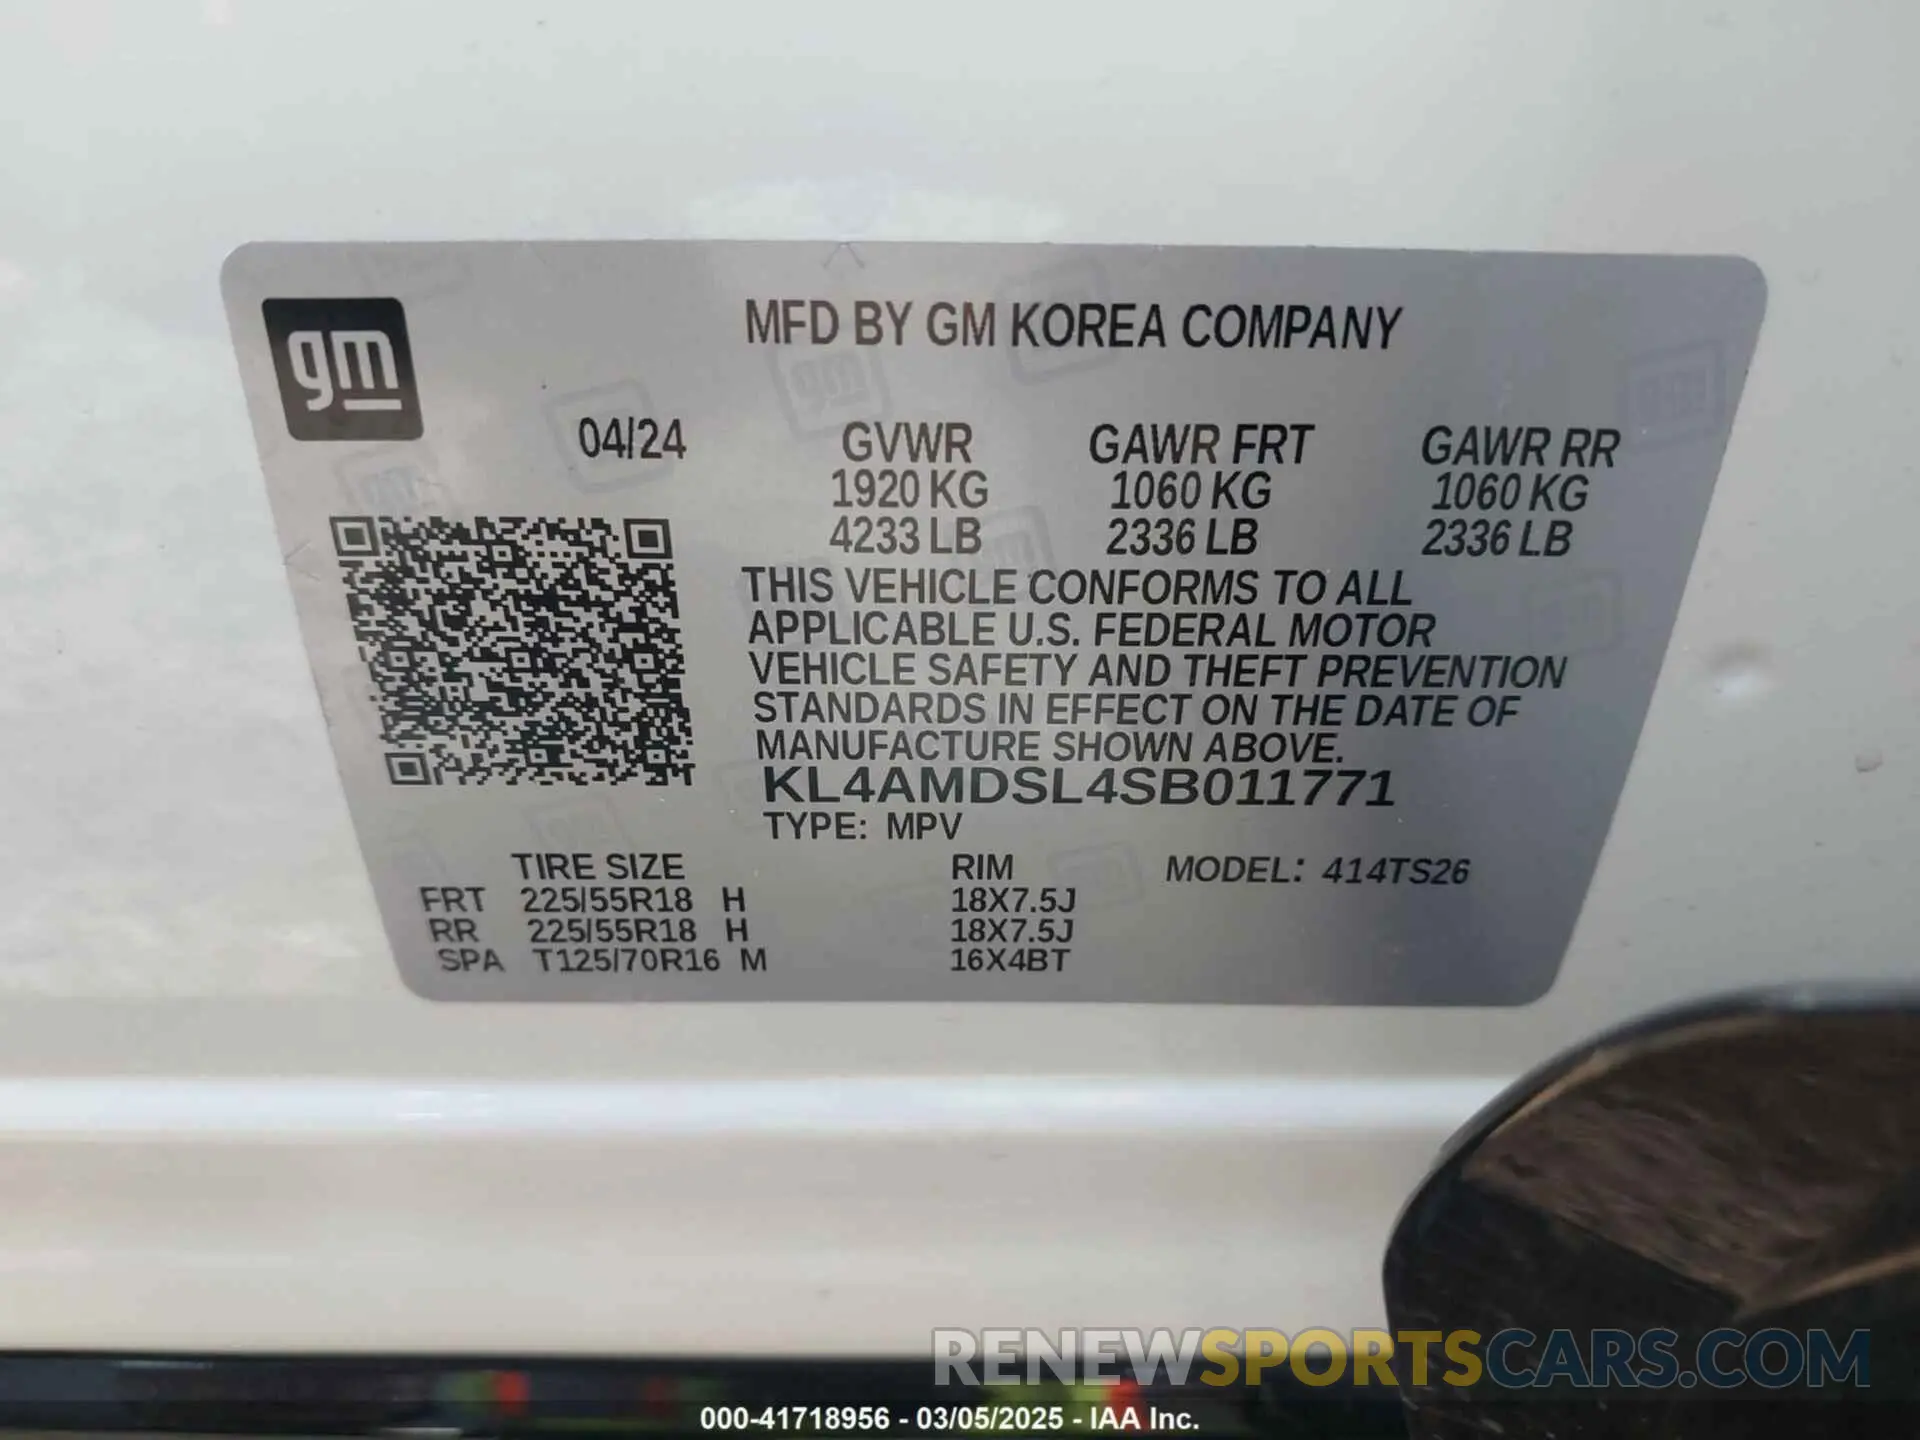 gm
MFD BY GM KOREA COMPANY
04/24
GVWR GAWR FRT GAWR RR
1920 KG 1060 KG 1060 KG
4233 LB 2336 LB 2336 LB
THIS VEHICLE CONFORMS TO ALL
APPLICABLE U.S. FEDERAL MOTOR
VEHICLE SAFETY AND THEFT PREVENTION
STANDARDS IN EFFECT ON THE DATE OF
MANUFACTURE SHOWN ABOVE.
KL4AMDSL4SB011771
TYPE: MPV
TIRE SIZE RIM MODEL: 414TS26
FRT 225/55R18 H 18X7.5J
RR 225/55R18 H 18X7.5J
SPA T125/70R16 M 16X4BT
RENEWSPORTSCARS.COM
000-41718956 - 03/05/2025 - IAA Inc.